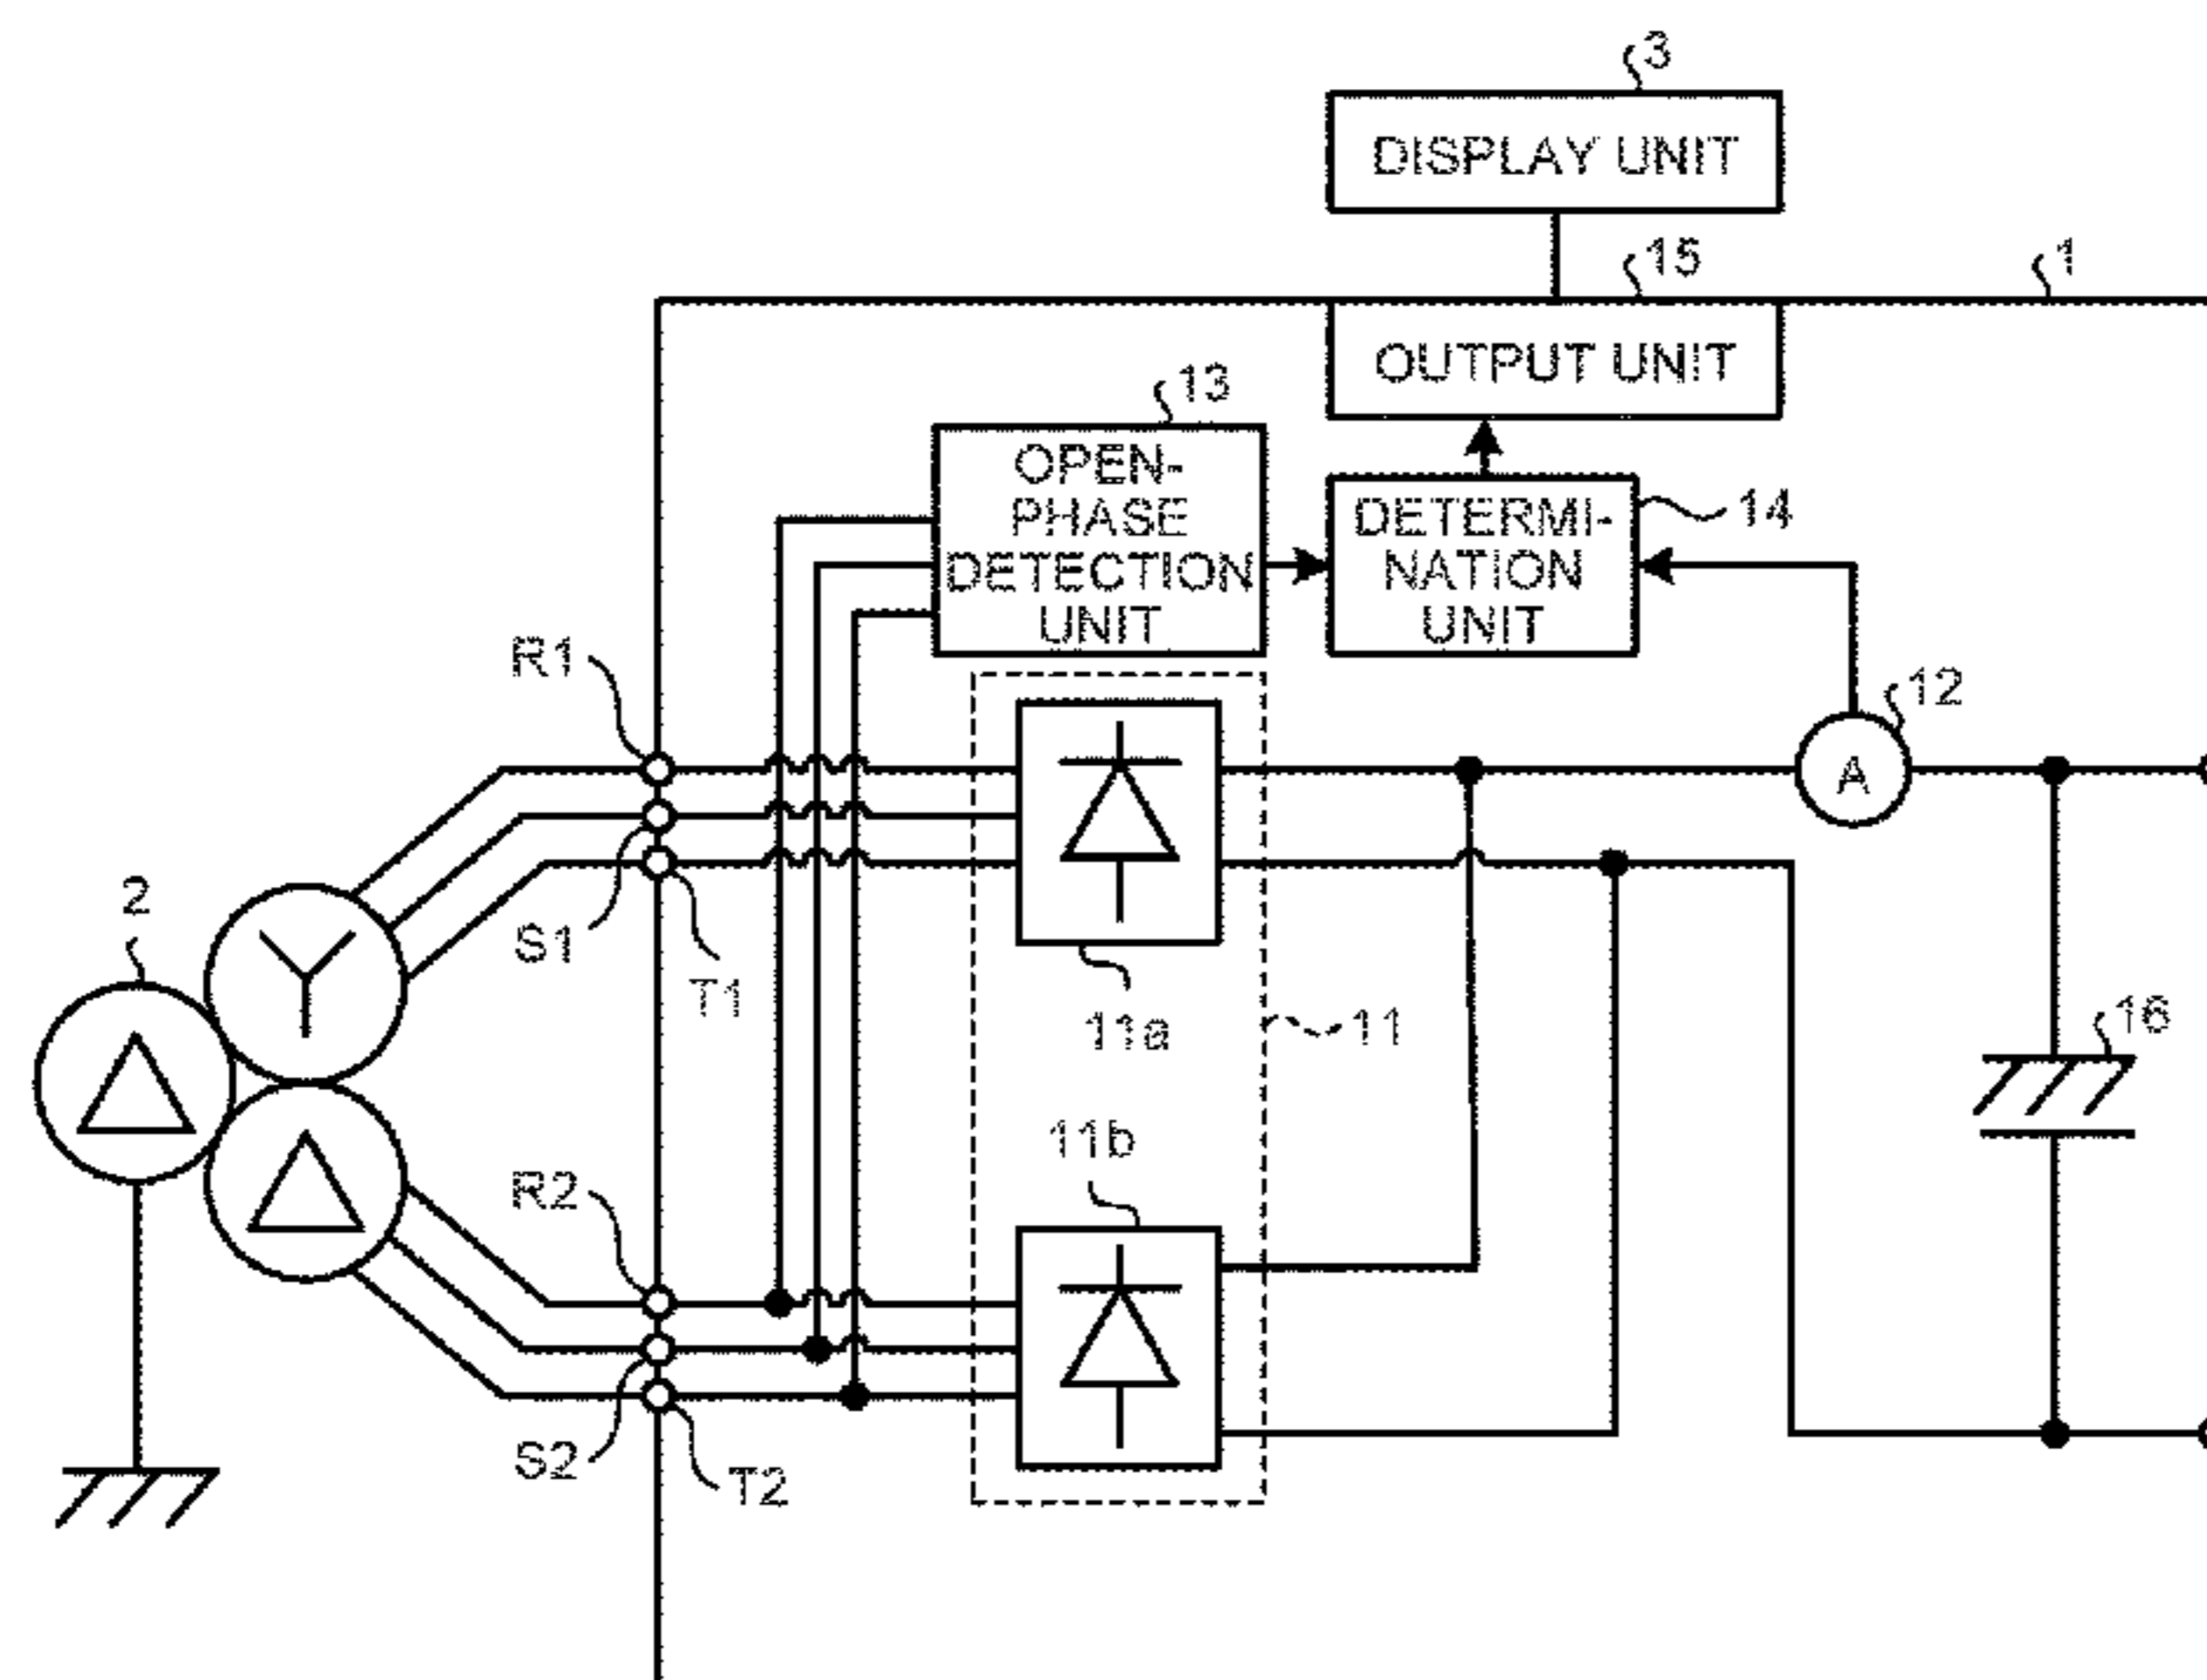 3
DISPLAY UNIT
15
1
OUTPUT UNIT
13
OPEN-
PHASE
DETECTION
UNIT
DETERMI-
NATION
UNIT
14
R1
12
A
2
S1
T1
11a
11
16
11b
R2
S2
T2